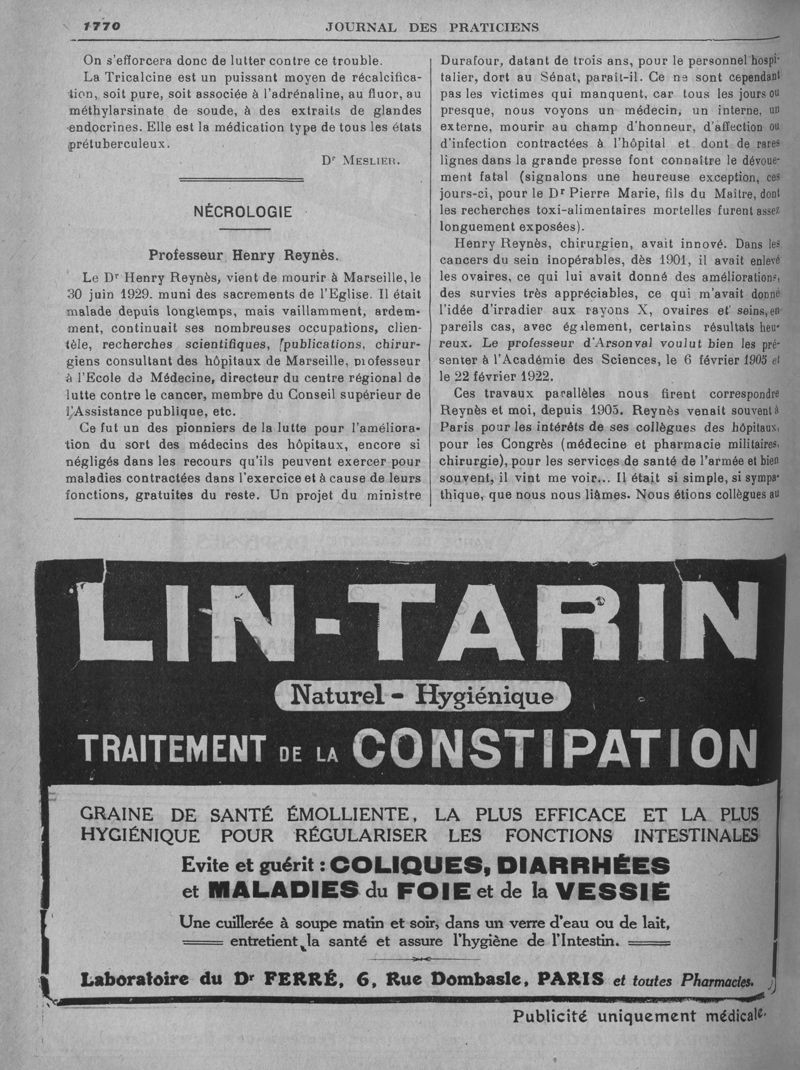 1770
JOURNAL DES PRATICIENS
On s'efforcera donc de lutter contre ce trouble.
La Tricalcine est un puissant moyen de récalcifica-
tion, soit pure, soit associée à l'adrénaline, au fluor, au
méthylarsinate de soude, à des extraits de glandes
endocrines. Elle est la médication type de tous les états
prétuberculeux.
Dr MESLIER.
NÉCROLOGIE
Professeur Henry Reynès.
Le Dr Henry Reynès, vient de mourir à Marseille, le
30 juin 1929. muni des sacrements de l'Eglise. Il était
malade depuis longtemps, mais vaillamment, ardem-
ment, continuait ses nombreuses occupations, clien-
tèle, recherches scientifiques, [publications, chirur-
giens consultant des hôpitaux de Marseille, professeur
à l'Ecole de Médecine, directeur du centre régional de
lutte contre le cancer, membre du Conseil supérieur de
l'Assistance publique, etc.
Ce fut un des pionniers de la lutte pour l'améliora-
tion du sort des médecins des hôpitaux, encore si
négligés dans les recours qu'ils peuvent exercer pour
maladies contractées dans l'exercice et à cause de leurs
fonctions, gratuites du reste. Un projet du ministre
Durafour, datant de trois ans, pour le personnel hospi-
talier, dort au Sénat, paraît-il. Ce ne sont cependant
pas les victimes qui manquent, car tous les jours ou
presque, nous voyons un médecin, un interne, un
externe, mourir au champ d'honneur, d'affection ou
d'infection contractées à l'hôpital et dont de rares
lignes dans la grande presse font connaître le dévoue-
ment fatal (signalons une heureuse exception, ces
jours-ci, pour le Dr Pierre Marie, fils du Maître, dont
les recherches toxi-alimentaires mortelles furent assez
longuement exposées).
Henry Reynès, chirurgien, avait innové. Dans les
cancers du sein inopérables, dès 1901, il avait enlevé
les ovaires, ce qui lui avait donné des améliorations,
des survies très appréciables, ce qui m'avait donné
l'idée d'irradier aux rayons X, ovaires et seins, en
pareils cas, avec également, certains résultats heu-
reux. Le professeur d'Arsonval voulut bien les pré-
senter à l'Académie des Sciences, le 6 février 1905 et
le 22 février 1922.
Ces travaux parallèles nous firent correspondre
Reynès et moi, depuis 1905. Reynès venait souvent à
Paris pour les intérêts de ses collègues des hôpitaux,
pour les Congrès (médecine et pharmacie militaires,
chirurgie), pour les services de santé de l'armée et bien
souvent, il vint me voir... Il était si simple, si sympa-
thique, que nous nous liâmes. Nous étions collègues au
LIN-TARIN
Naturel - Hygiénique
TRAITEMENT DE LA CONSTIPATION
GRAINE DE SANTÉ ÉMOLLIENTE, LA PLUS EFFICACE ET LA PLUS
HYGIÉNIQUE POUR RÉGULARISER LES FONCTIONS INTESTINALES
Evite et guérit : COLIQUES, DIARRHÉES
et MALADIES du FOIE et de la VESSIE
Une cuillerée à soupe matin et soir, dans un verre d'eau ou de lait,
entretient la santé et assure l'hygiène de l'Intestin.
Laboratoire du Dr FERRÉ, 6, Rue Dombasle, PARIS et toutes Pharmacies.
Publicité uniquement médicale.